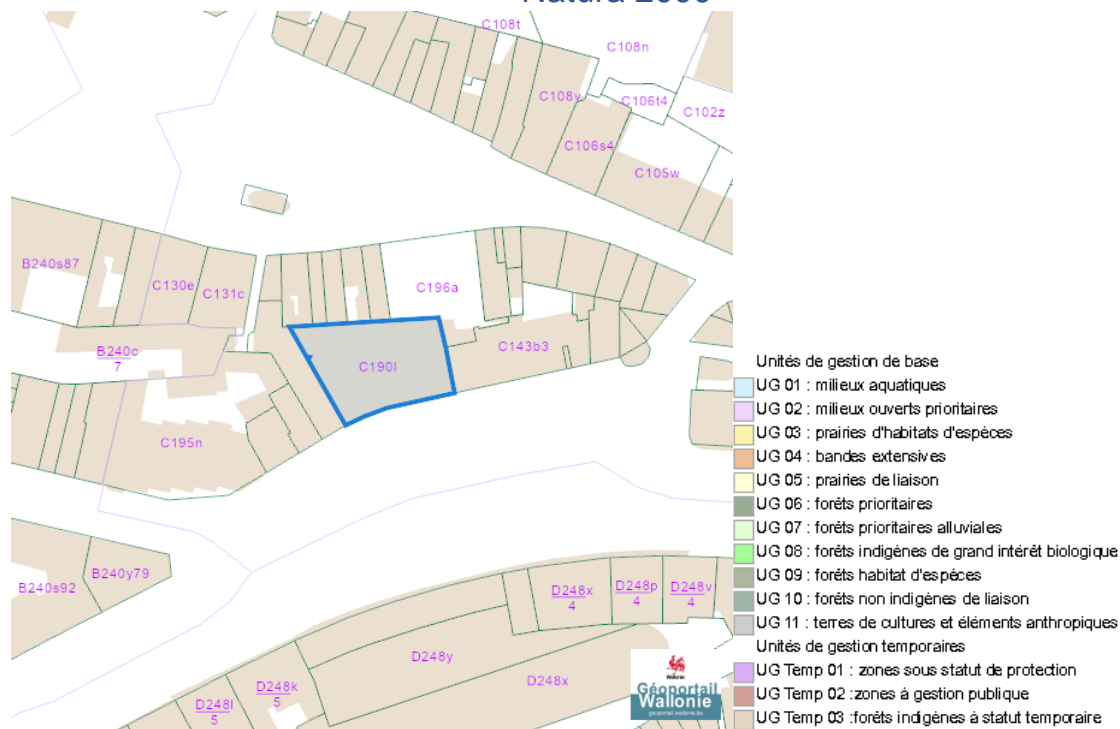 C108t
C108n
C108v
C106t4
C102z
C106s4
C105w
B240s87
C130e
C131c
C196a
B240c
7
C190l
C143b3
C195n
B240s92
B240y79
D248x
4
D248p
4
D248v
4
D248y
D248x
D248k
5
D248l
5
Wallonie
Géoportail
Wallonie
geoportail.wallonie.be
Unités de gestion de base
UG 01 : milieux aquatiques
UG 02 : milieux ouverts prioritaires
UG 03 : prairies d'habitats d'espèces
UG 04 : bandes extensives
UG 05 : prairies de liaison
UG 06 : forêts prioritaires
UG 07 : forêts prioritaires alluviales
UG 08 : forêts indigènes de grand intérêt biologique
UG 09 : forêts habitat d'espèces
UG 10 : forêts non indigènes de liaison
UG 11 : terres de cultures et éléments anthropiques
Unités de gestion temporaires
UG Temp 01 : zones sous statut de protection
UG Temp 02 :zones à gestion publique
UG Temp 03 :forêts indigènes à statut temporaire